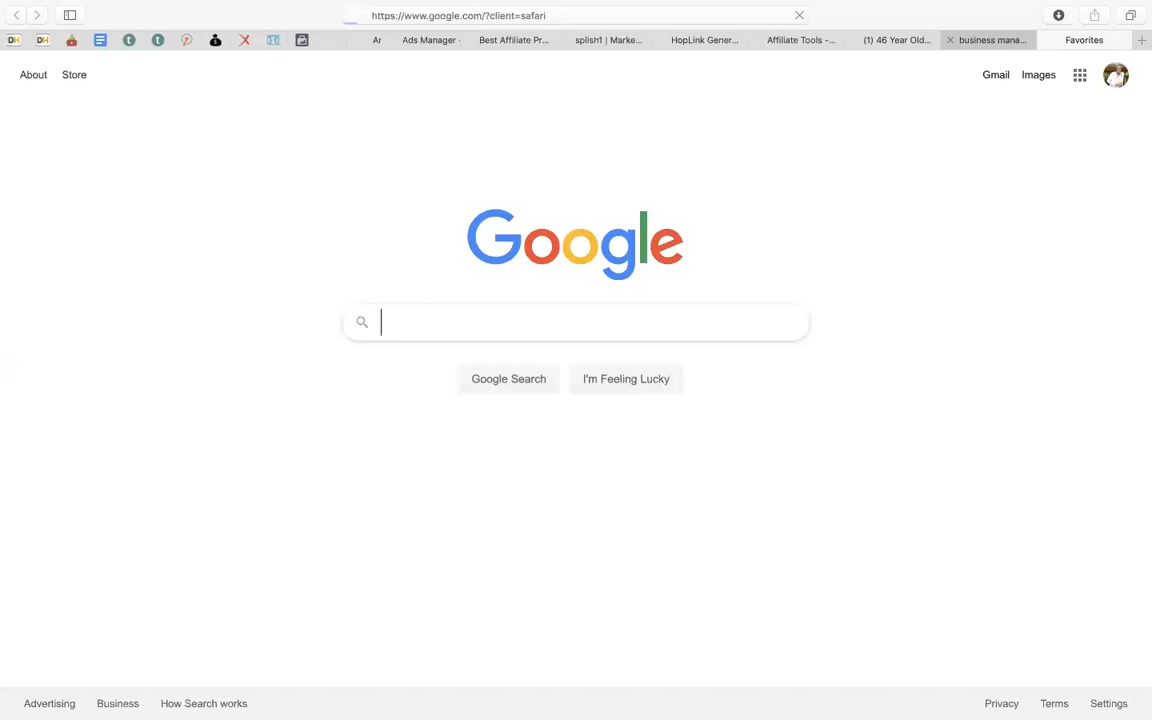 https://www.google.com/?client=safari
Ar
Ads Manager ·
Best Affiliate Pr...
splish1 | Marke...
HopLink Gener...
Affiliate Tools –...
(1) 46 Year Old...
business mana...
Favorites
About
Store
Gmail
Images
Google
Google Search
I'm Feeling Lucky
Advertising
Business
How Search works
Privacy
Terms
Settings